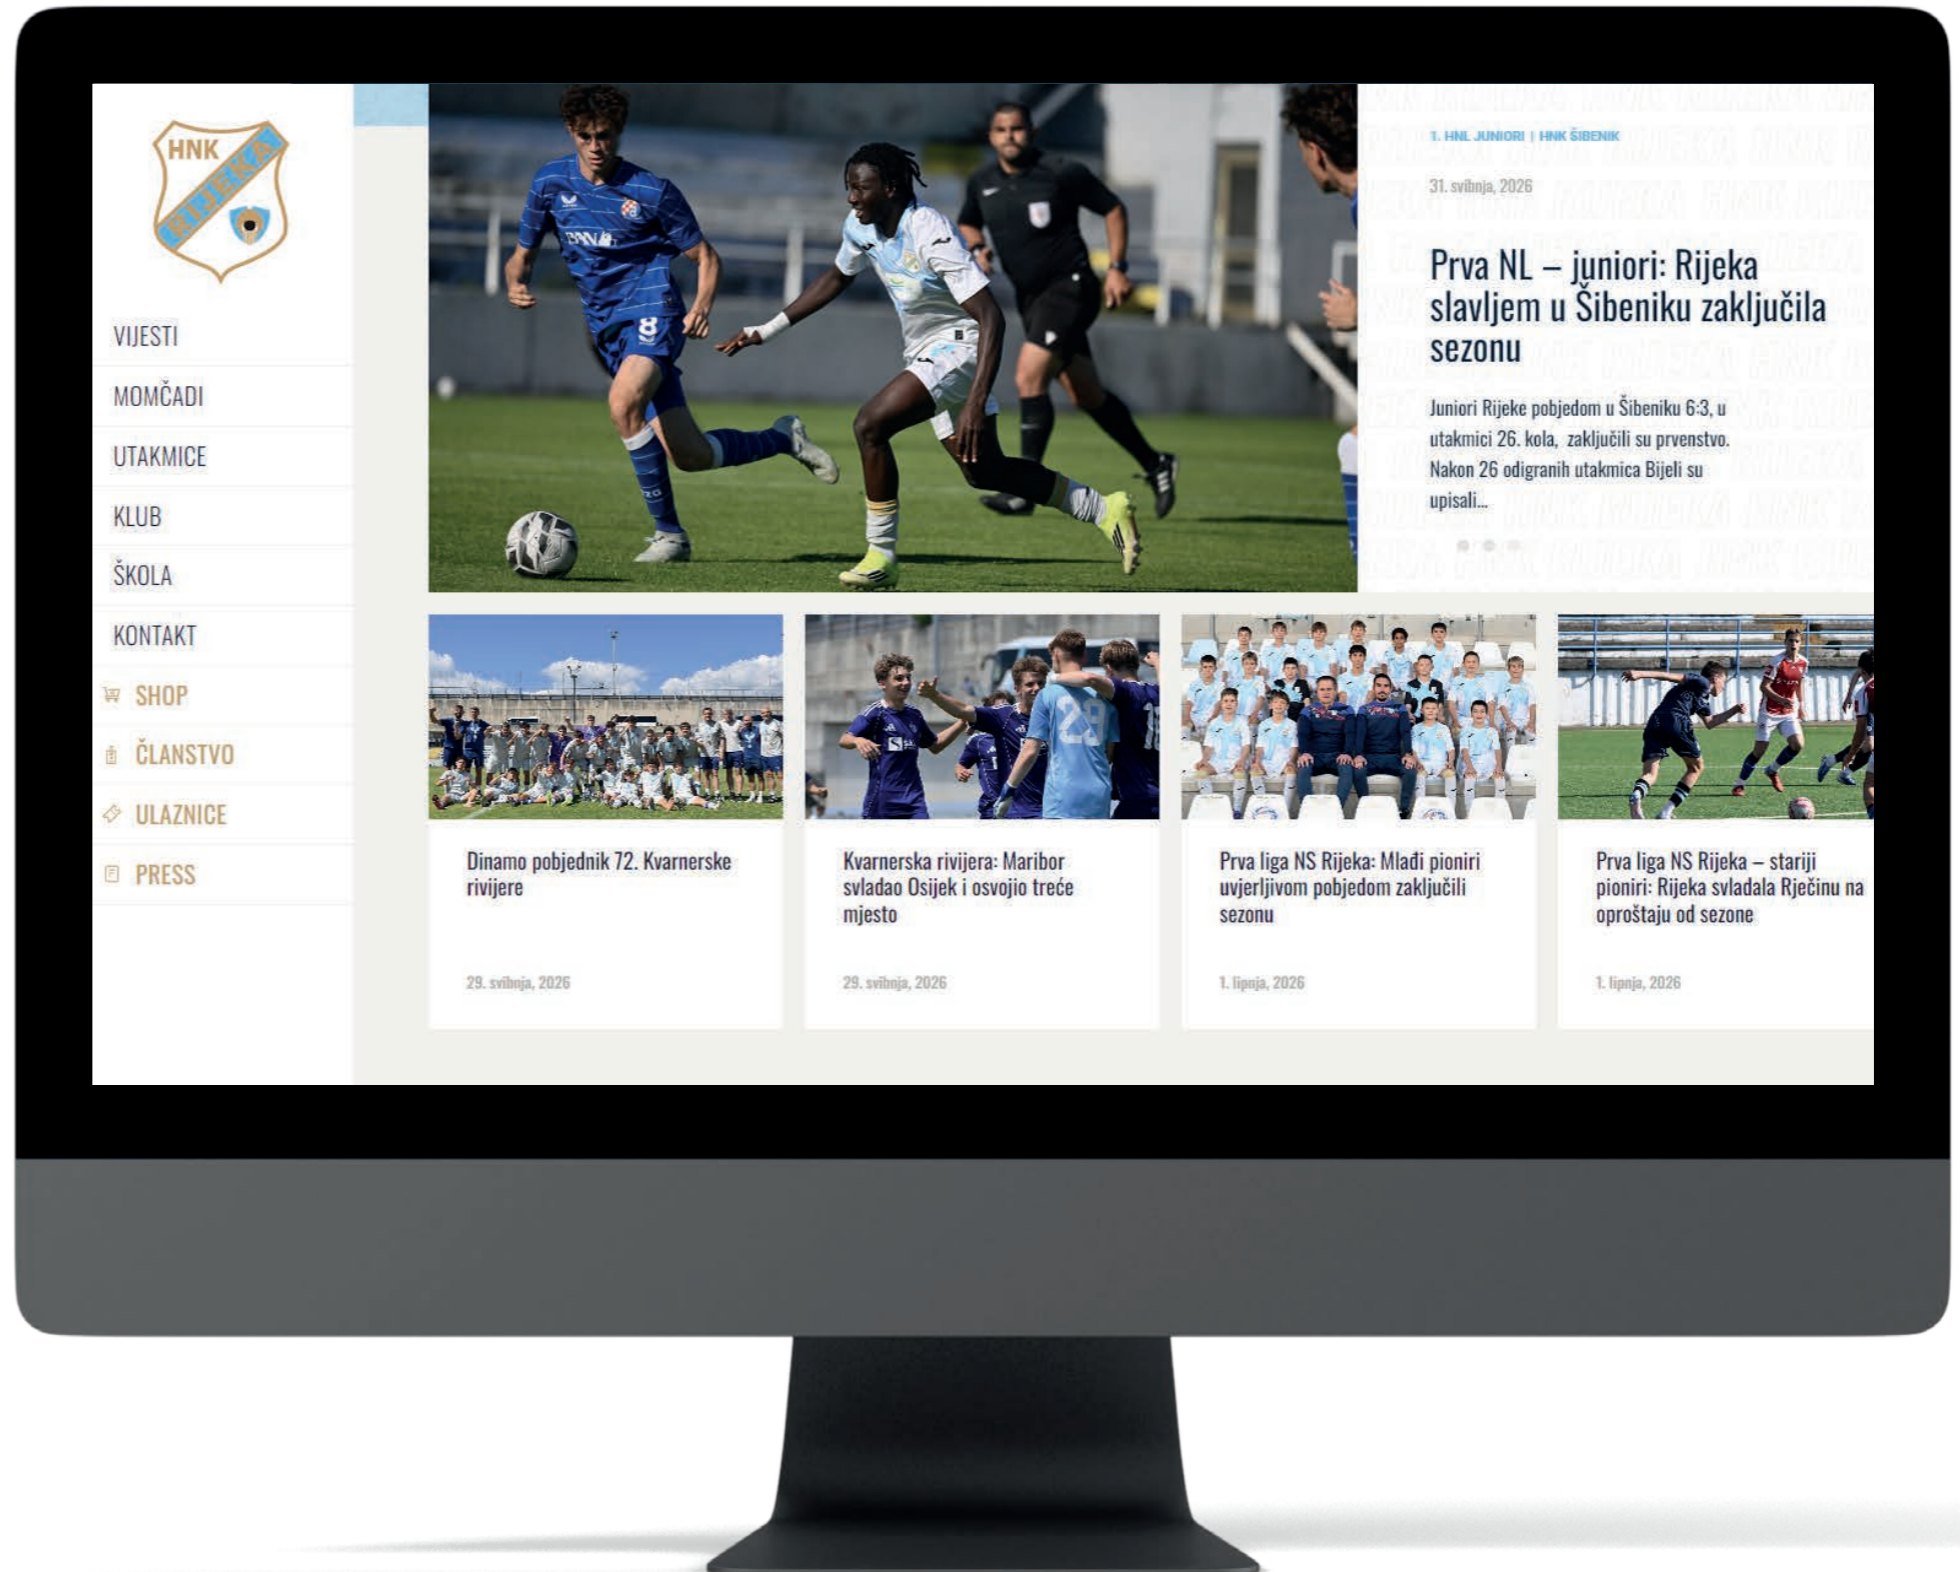 HNK
RIJEKA
VIJESTI
MOMČADI
UTAKMICE
KLUB
ŠKOLA
KONTAKT
SHOP
ČLANSTVO
ULAZNICE
PRESS
8
1. HNL JUNIORI | HNK ŠIBENIK
31. svibnja, 2026
Prva NL – juniori: Rijeka
slavljem u Šibeniku zaključila
sezonu
Juniori Rijeke pobjedom u Šibeniku 6:3, u
utakmici 26. kola, zaključili su prvenstvo.
Nakon 26 odigranih utakmica Bijeli su
upisali...
29
Dinamo pobjednik 72. Kvarnerske
rivijere
29. svibnja, 2026
Kvarnerska rivijera: Maribor
svladao Osijek i osvojio treće
mjesto
29. svibnja, 2026
Prva liga NS Rijeka: Mlađi pioniri
uvjerljivom pobjedom zaključili
sezonu
1. lipnja, 2026
Prva liga NS Rijeka – stariji
pioniri: Rijeka svladala Rječinu na
oproštaju od sezone
1. lipnja, 2026